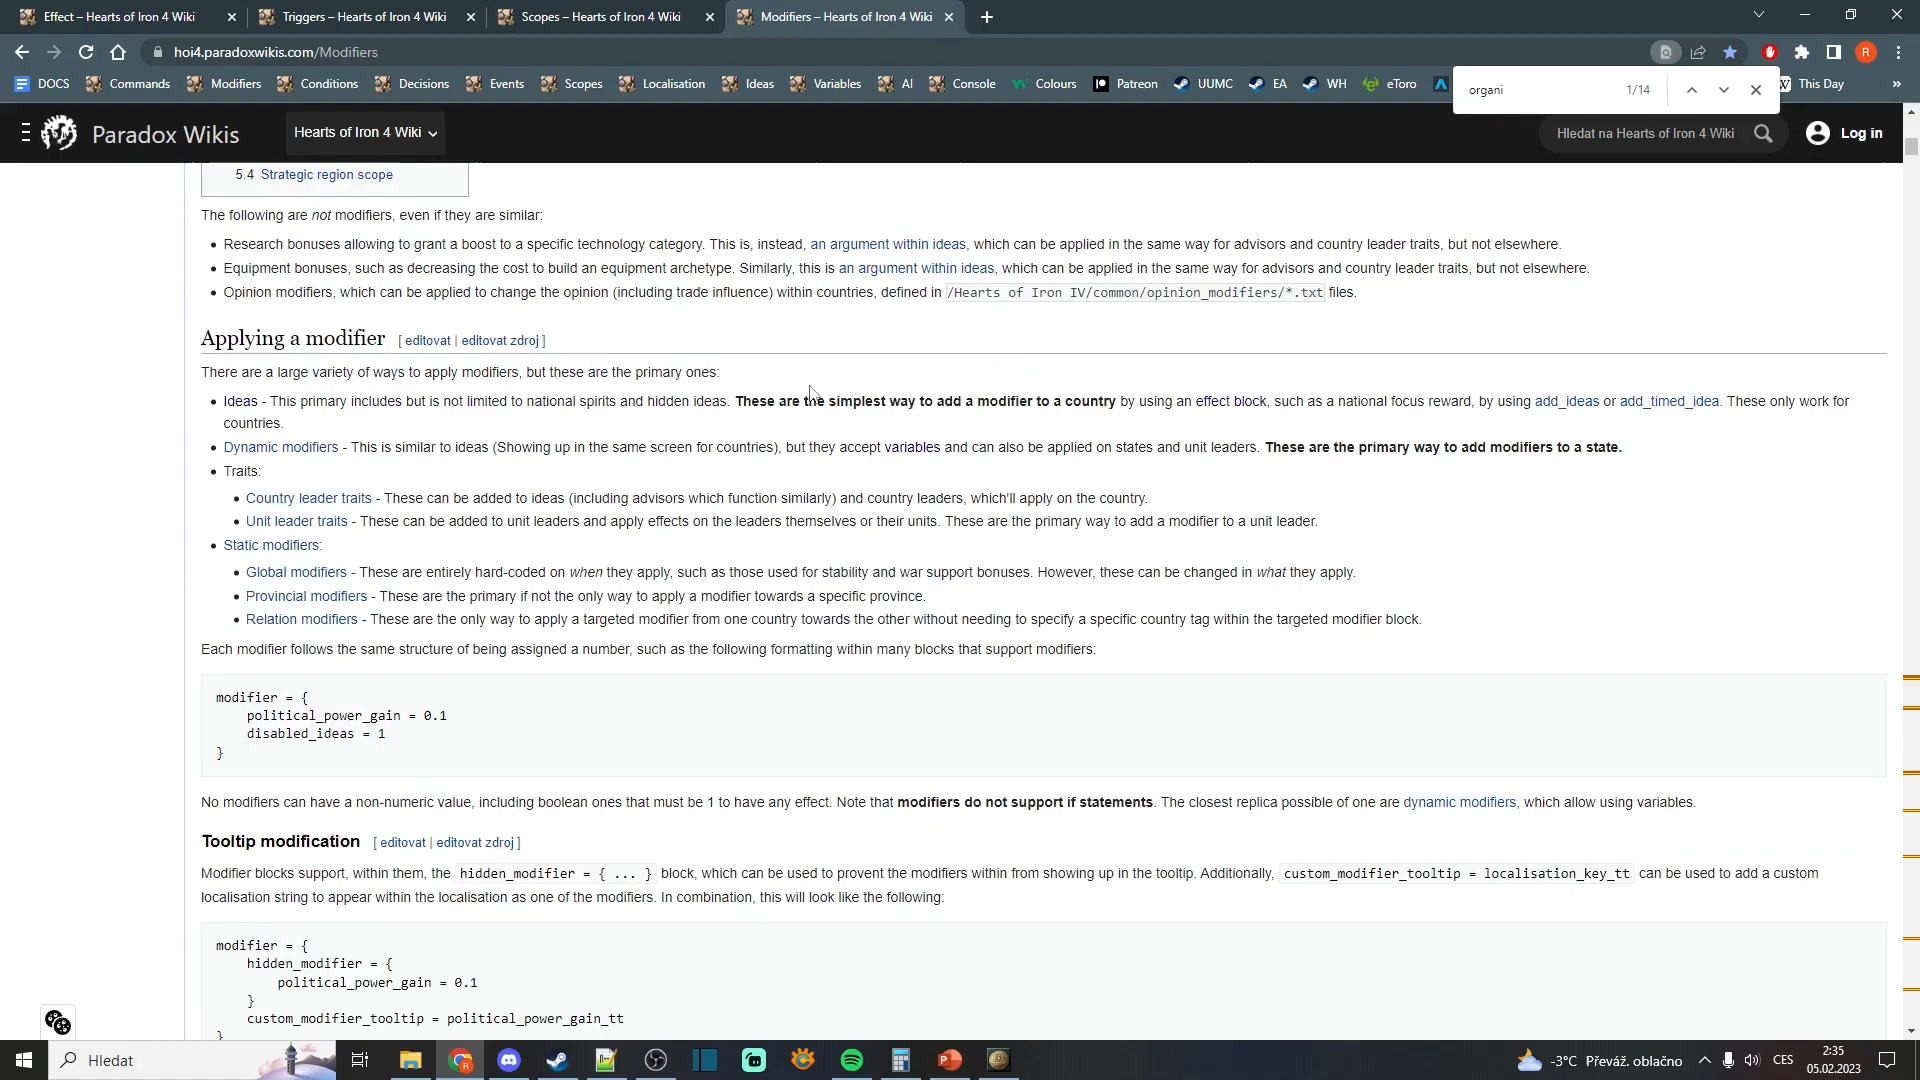 Effect – Hearts of Iron 4 Wiki
Triggers – Hearts of Iron 4 Wiki
Scopes – Hearts of Iron 4 Wiki
Modifiers – Hearts of Iron 4 Wiki
hoi4.paradoxwikis.com/Modifiers
R
DOCS Commands Modifiers Conditions Decisions Events Scopes Localisation Ideas Variables AI Console Colours Patreon UUMC EA WH eToro This Day »
organi 1/14
Paradox Wikis
Hearts of Iron 4 Wiki
Hedat na Hearts of Iron 4 Wiki
Log in
5.4 Strategic region scope
The following are not modifiers, even if they are similar:
• Research bonuses allowing to grant a boost to a specific technology category. This is, instead, an argument within ideas, which can be applied in the same way for advisors and country leader traits, but not elsewhere.
• Equipment bonuses, such as decreasing the cost to build an equipment archetype. Similarly, this is an argument within ideas, which can be applied in the same way for advisors and country leader traits, but not elsewhere.
• Opinion modifiers, which can be applied to change the opinion (including trade influence) within countries, defined in /Hearts of Iron IV/common/opinion_modifiers/*.txt files.
Applying a modifier [ editovat | editovat zdroj ]
There are a large variety of ways to apply modifiers, but these are the primary ones:
• Ideas - This primary includes but is not limited to national spirits and hidden ideas. These are the simplest way to add a modifier to a country by using an effect block, such as a national focus reward, by using add_ideas or add_timed_idea. These only work for
countries.
• Dynamic modifiers - This is similar to ideas (Showing up in the same screen for countries), but they accept variables and can also be applied on states and unit leaders. These are the primary way to add modifiers to a state.
• Traits:
• Country leader traits - These can be added to ideas (including advisors which function similarly) and country leaders, which'll apply on the country.
• Unit leader traits - These can be added to unit leaders and apply effects on the leaders themselves or their units. These are the primary way to add a modifier to a unit leader.
• Static modifiers:
• Global modifiers - These are entirely hard-coded on when they apply, such as those used for stability and war support bonuses. However, these can be changed in what they apply.
• Provincial modifiers - These are the primary if not the only way to apply a modifier towards a specific province.
• Relation modifiers - These are the only way to apply a targeted modifier from one country towards the other without needing to specify a specific country tag within the targeted modifier block.
Each modifier follows the same structure of being assigned a number, such as the following formatting within many blocks that support modifiers:
modifier = {
political_power_gain = 0.1
disabled_ideas = 1
}
No modifiers can have a non-numeric value, including boolean ones that must be 1 to have any effect. Note that modifiers do not support if statements. The closest replica possible of one are dynamic modifiers, which allow using variables.
Tooltip modification [ editovat | editovat zdroj ]
Modifier blocks support, within them, the hidden_modifier = { ... } block, which can be used to provent the modifiers within from showing up in the tooltip. Additionally, custom_modifier_tooltip = localisation_key_tt can be used to add a custom
localisation string to appear within the localisation as one of the modifiers. In combination, this will look like the following:
modifier = {
hidden_modifier = {
political_power_gain = 0.1
}
custom_modifier_tooltip = political_power_gain_tt
}
Hledat
-3°C Převáž. oblačno
CES
2:35
05.02.2023